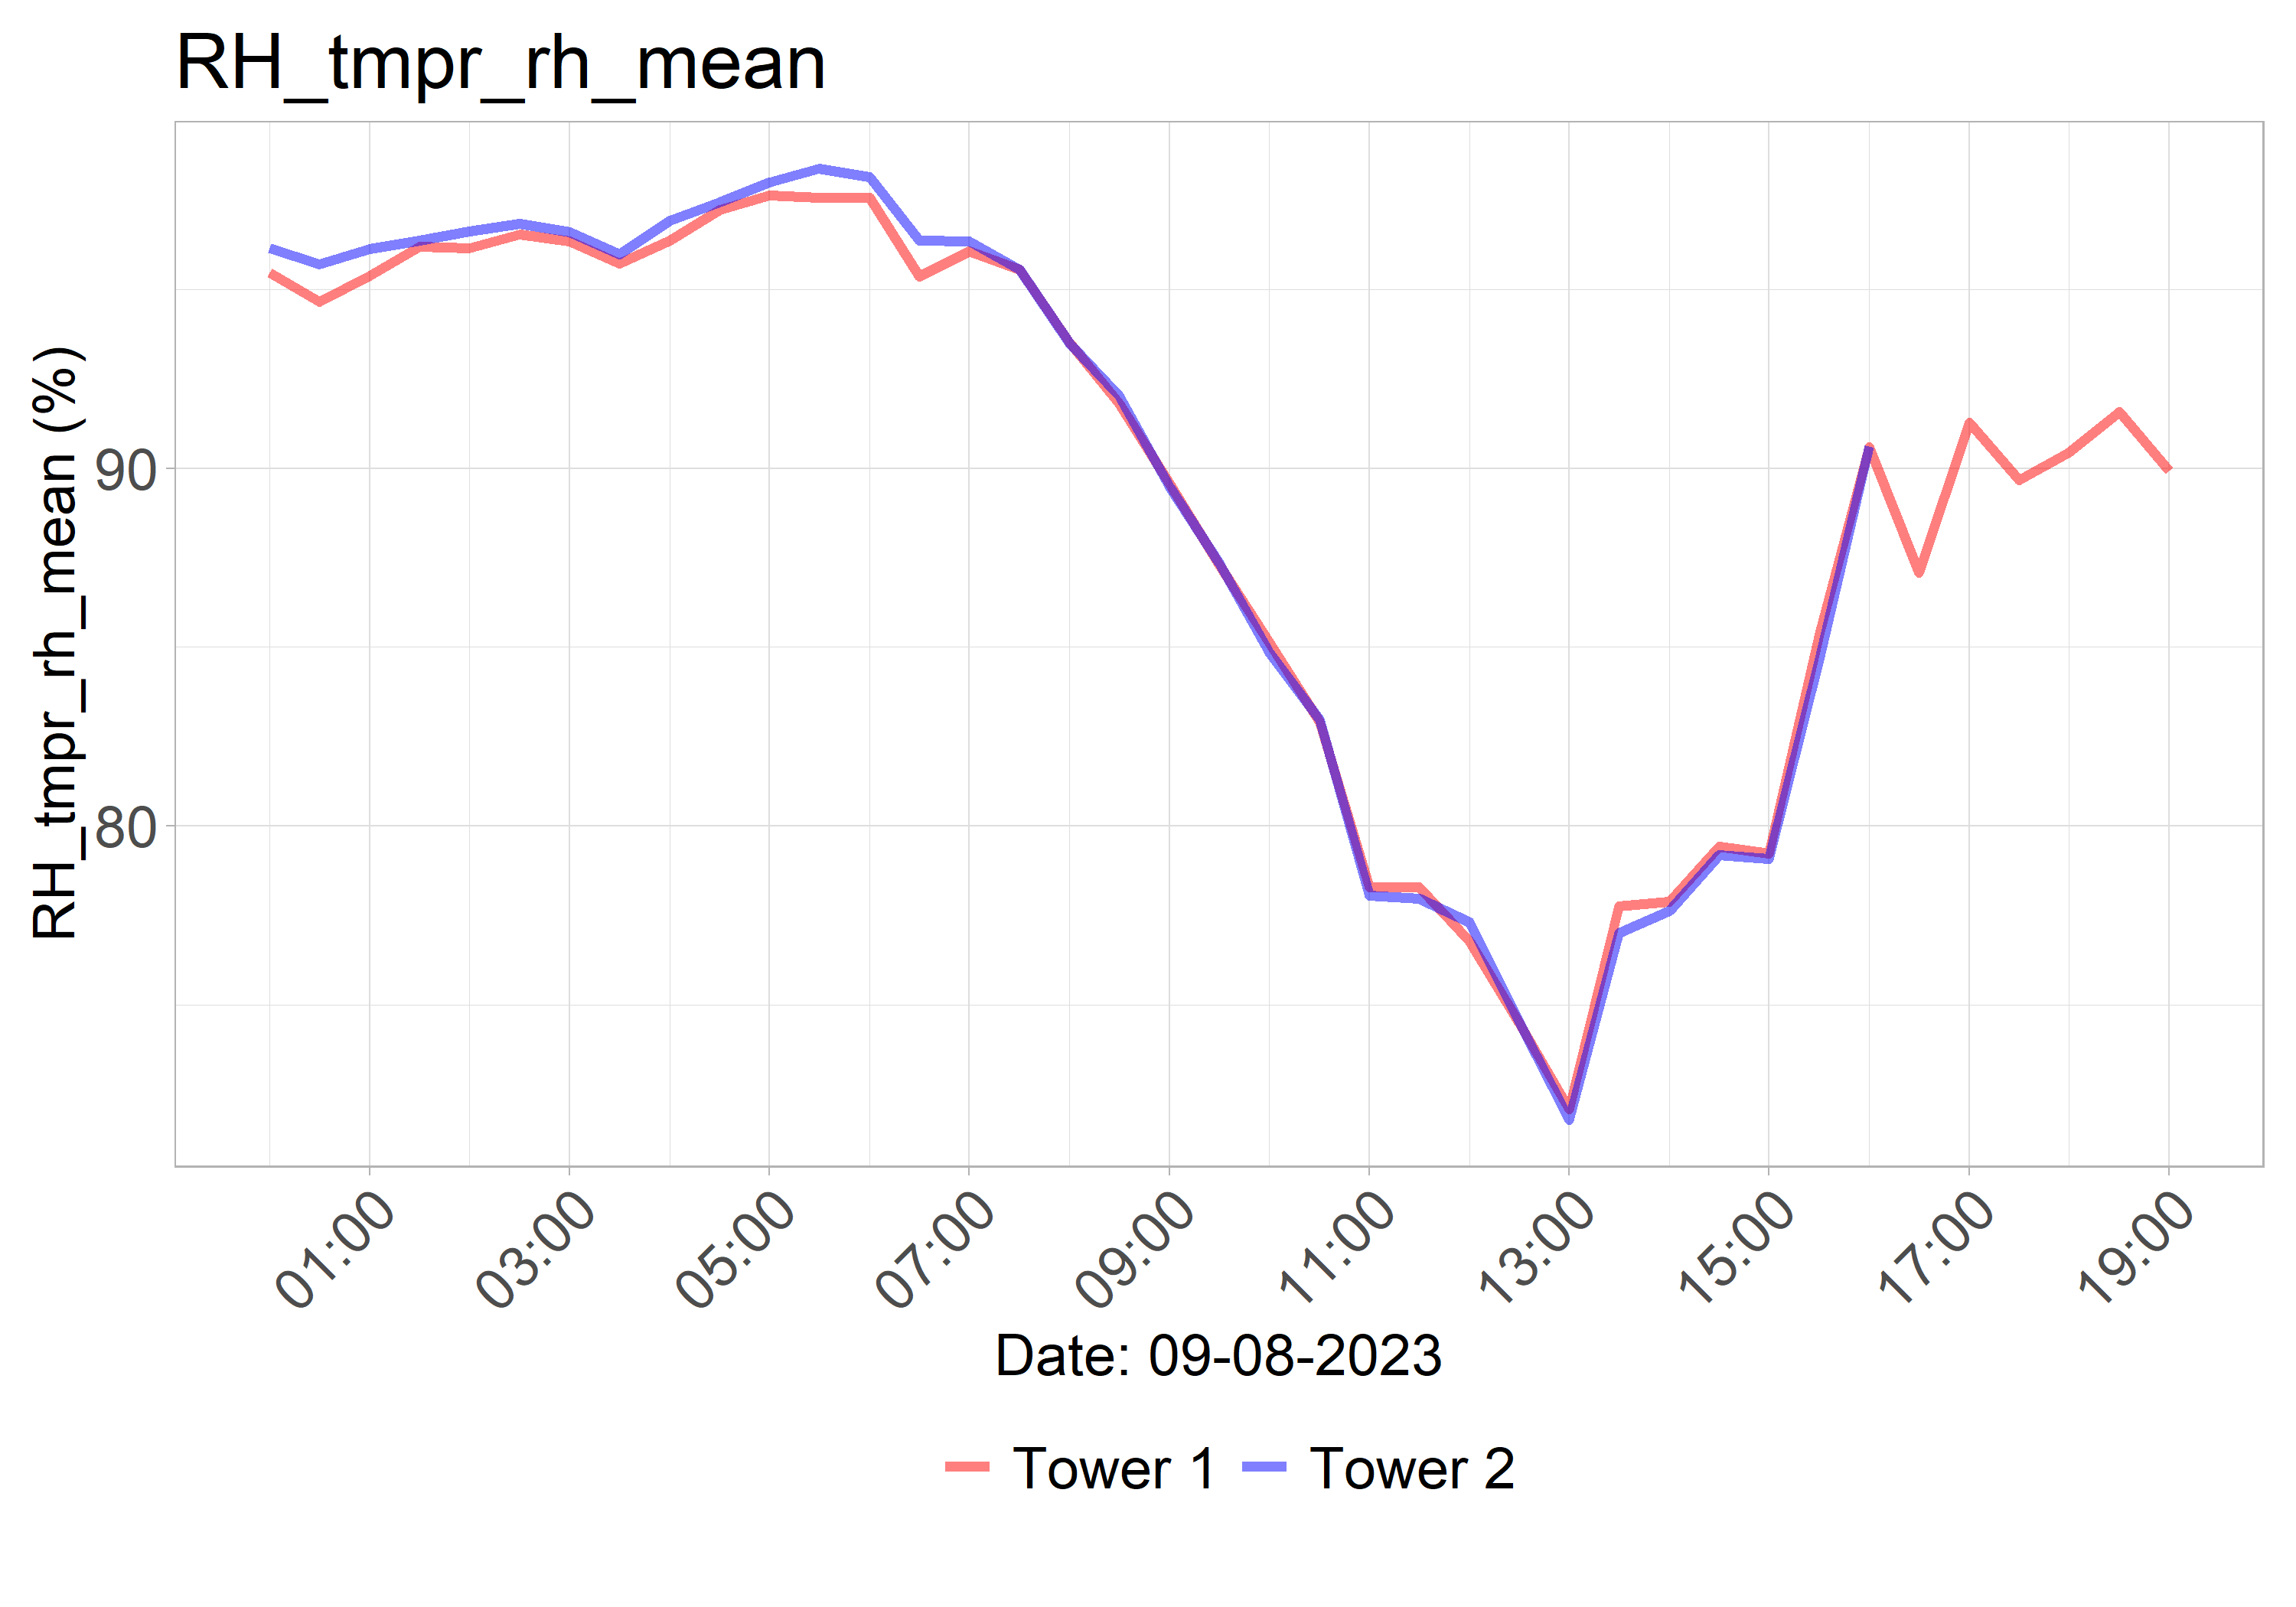 RH_tmpr_rh_mean
RH_tmpr_rh_mean (%)
90
80
01:00 03:00 05:00 07:00 09:00 11:00 13:00 15:00 17:00 19:00
Date: 09-08-2023
Tower 1 Tower 2